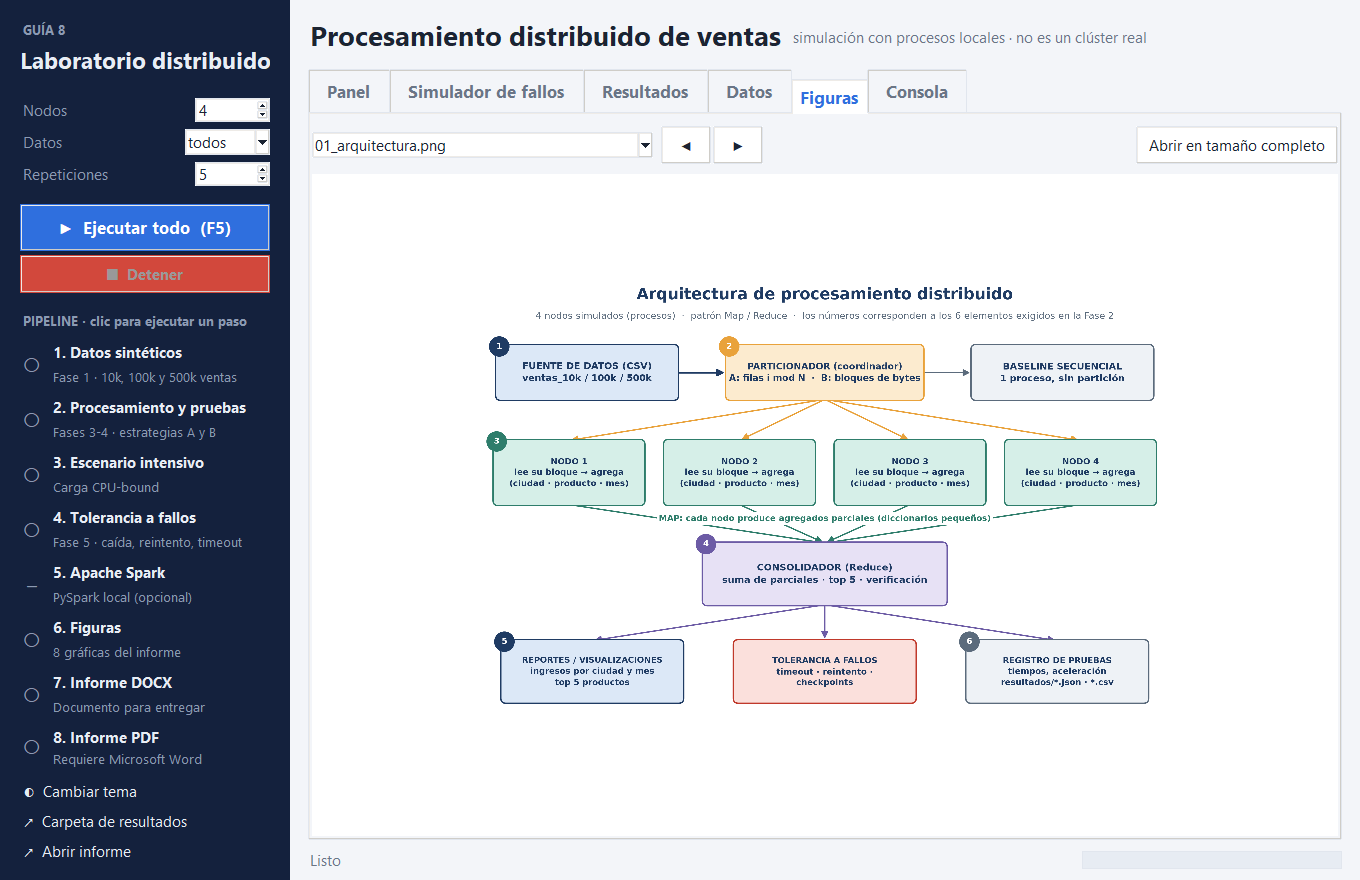 GUÍA 8
Laboratorio distribuido
Nodos
4
Datos
todos
Repeticiones
5
► Ejecutar todo (F5)
■ Detener
PIPELINE · clic para ejecutar un paso
1. Datos sintéticos
Fase 1 · 10k, 100k y 500k ventas
2. Procesamiento y pruebas
Fases 3-4 · estrategias A y B
3. Escenario intensivo
Carga CPU-bound
4. Tolerancia a fallos
Fase 5 · caída, reintento, timeout
5. Apache Spark
PySpark local (opcional)
6. Figuras
8 gráficas del informe
7. Informe DOCX
Documento para entregar
8. Informe PDF
Requiere Microsoft Word
Cambiar tema
Carpeta de resultados
Abrir informe
Procesamiento distribuido de ventas simulación con procesos locales · no es un clúster real
Panel Simulador de fallos Resultados Datos Figuras Consola
01_arquitectura.png
Abrir en tamaño completo
Arquitectura de procesamiento distribuido
4 nodos simulados (procesos) · patrón Map / Reduce · los números corresponden a los 6 elementos exigidos en la Fase 2
1
FUENTE DE DATOS (CSV)
ventas_10k / 100k / 500k
2
PARTICIONADOR (coordinador)
A: filas i mod N · B: bloques de bytes
BASELINE SECUENCIAL
1 proceso, sin partición
3
NODO 1
lee su bloque → agrega
(ciudad · producto · mes)
NODO 2
lee su bloque → agrega
(ciudad · producto · mes)
NODO 3
lee su bloque → agrega
(ciudad · producto · mes)
NODO 4
lee su bloque → agrega
(ciudad · producto · mes)
MAP: cada nodo produce agregados parciales (diccionarios pequeños)
4
CONSOLIDADOR (Reduce)
suma de parciales · top 5 · verificación
5
REPORTES / VISUALIZACIONES
ingresos por ciudad y mes
top 5 productos
TOLERANCIA A FALLOS
timeout · reintento ·
checkpoints
6
REGISTRO DE PRUEBAS
tiempos, aceleración
resultados/*.json · *.csv
Listo